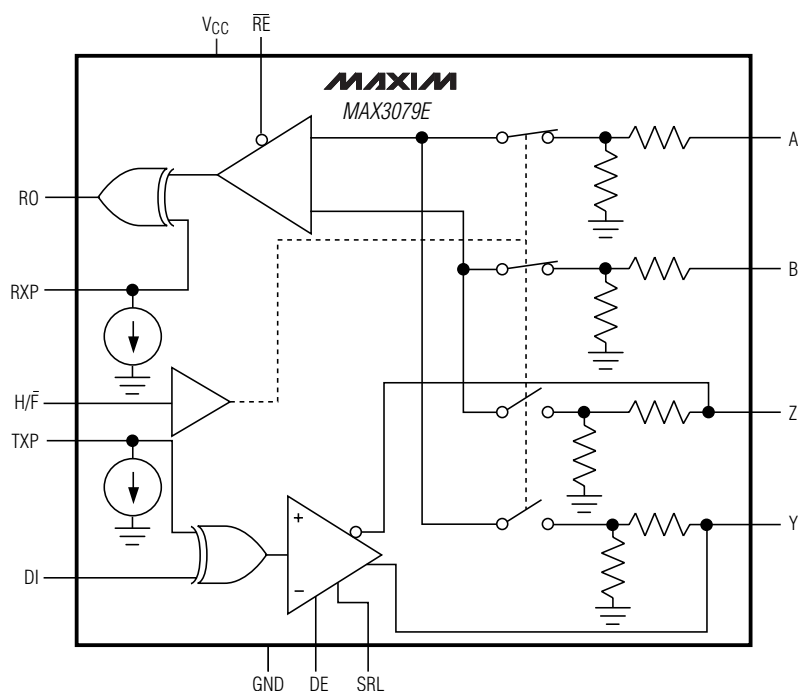 VCC
RE
MAXIM
MAX3079E
A
RO
B
RXP
H/F
Z
TXP
+
Y
DI
−
GND
DE
SRL